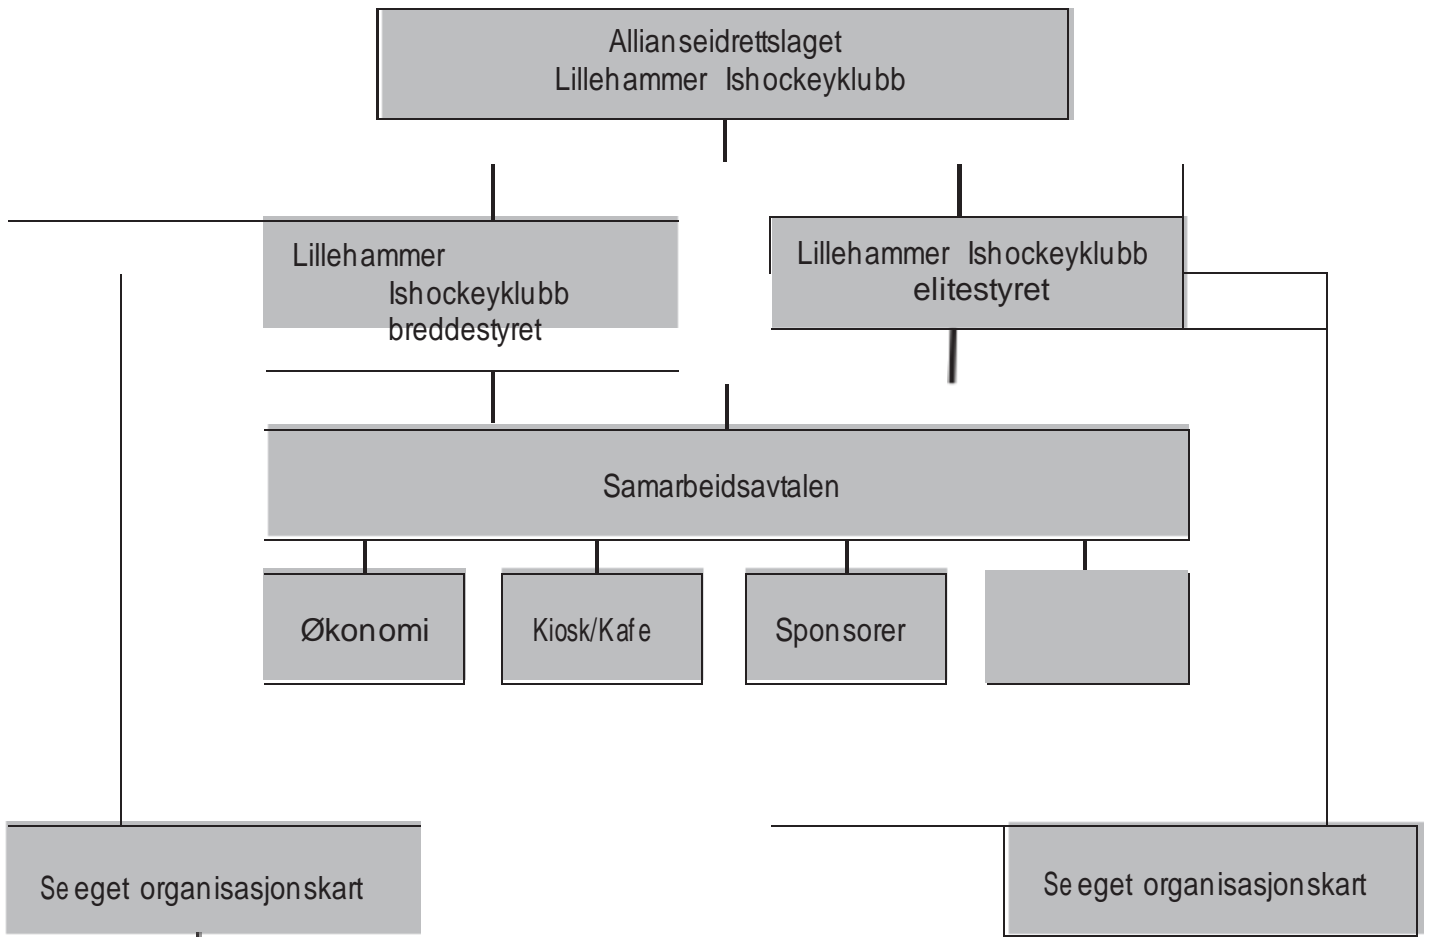 Allianseidrettslaget
Lillehammer Ishockeyklubb
Lillehammer
Ishockeyklubb
breddestyret
Lillehammer Ishockeyklubb
elitestyret
Samarbeidsavtalen
Økonomi
Kiosk/Kafe
Sponsorer
Se eget organisasjonskart
Se eget organisasjonskart